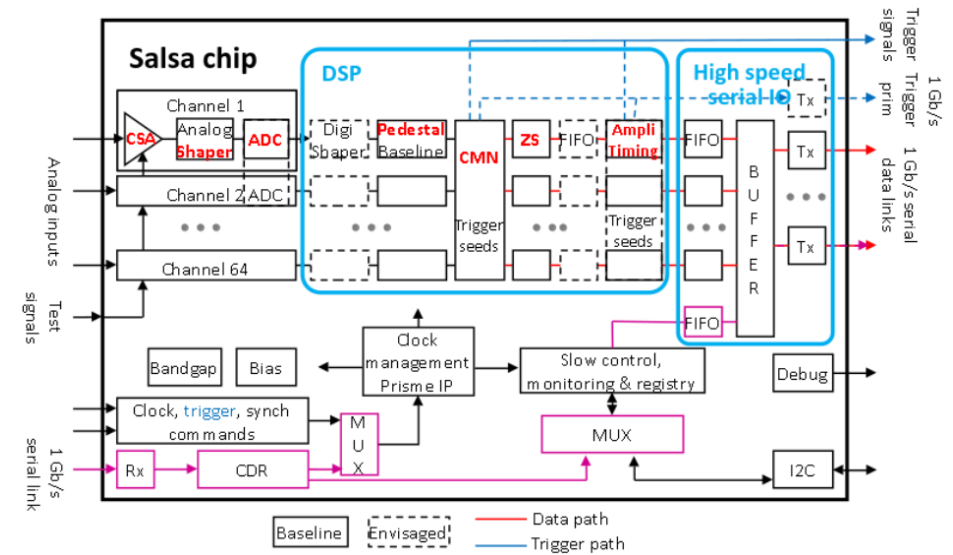 Salsa chip
DSP
High speed
serial IO
Trigger
signals
Trigger
prim
1 Gb/s
Channel 1
CSA
Analog
Shaper
ADC
Digi
Shaper
Pedestal
Baseline
CMN
ZS
FIFO
Ampli
Timing
FIFO
Tx
Tx
1 Gb/s serial
data links
Analog inputs
Channel 2
ADC
BUFFER
Trigger
seeds
Trigger
seeds
Channel 64
Tx
Test
signals
FIFO
Clock
management
Prisme IP
Bandgap
Bias
Slow control,
monitoring & registry
Debug
Clock, trigger, synch
commands
MUX
MUX
1 Gb/s
serial link
Rx
CDR
I2C
Baseline
Envisaged
Data path
Trigger path